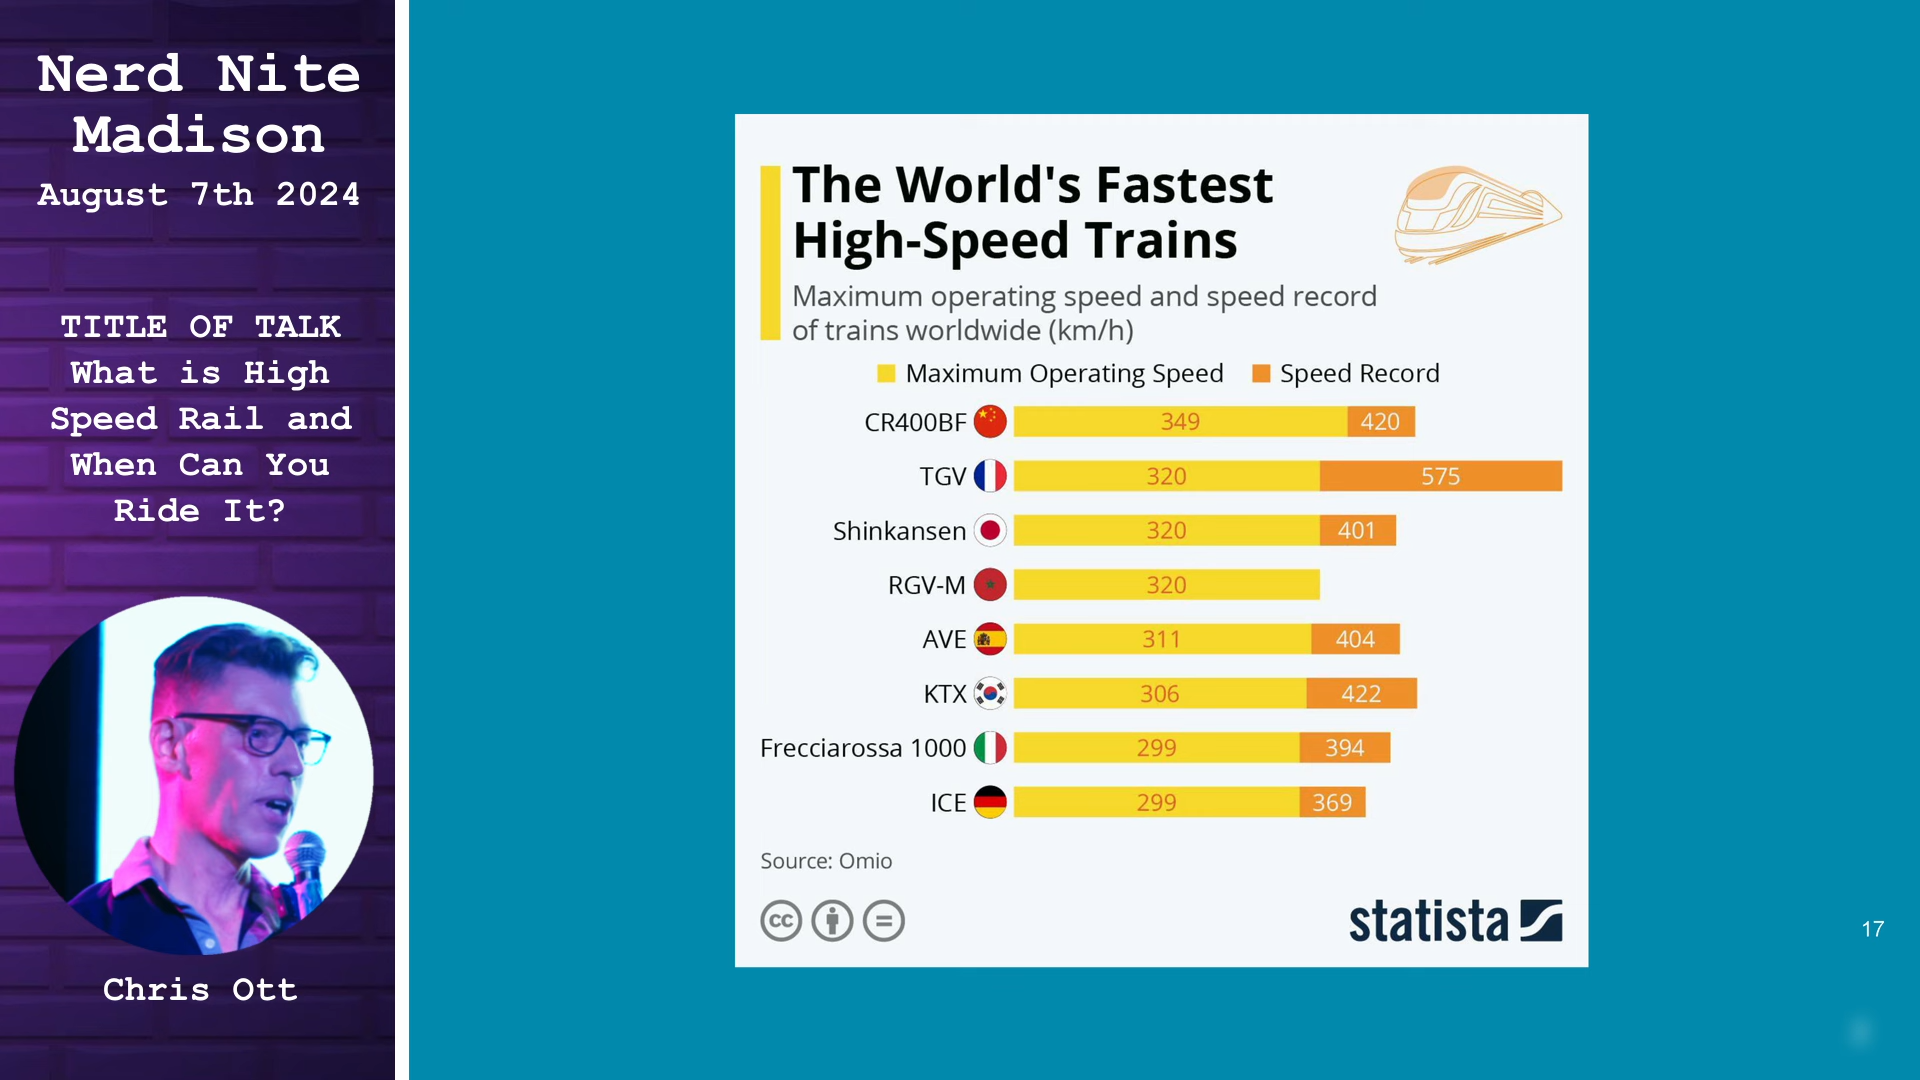 Nerd Nite
Madison
August 7th 2024
TITLE OF TALK
What is High
Speed Rail and
When Can You
Ride It?
Chris Ott
The World's Fastest
High-Speed Trains
Maximum operating speed and speed record
of trains worldwide (km/h)
Maximum Operating Speed Speed Record
CR400BF 349 420
TGV 320 575
Shinkansen 320 401
RGV-M 320
AVE 311 404
KTX 306 422
Frecciarossa 1000 299 394
ICE 299 369
Source: Omio
cc
statista
17